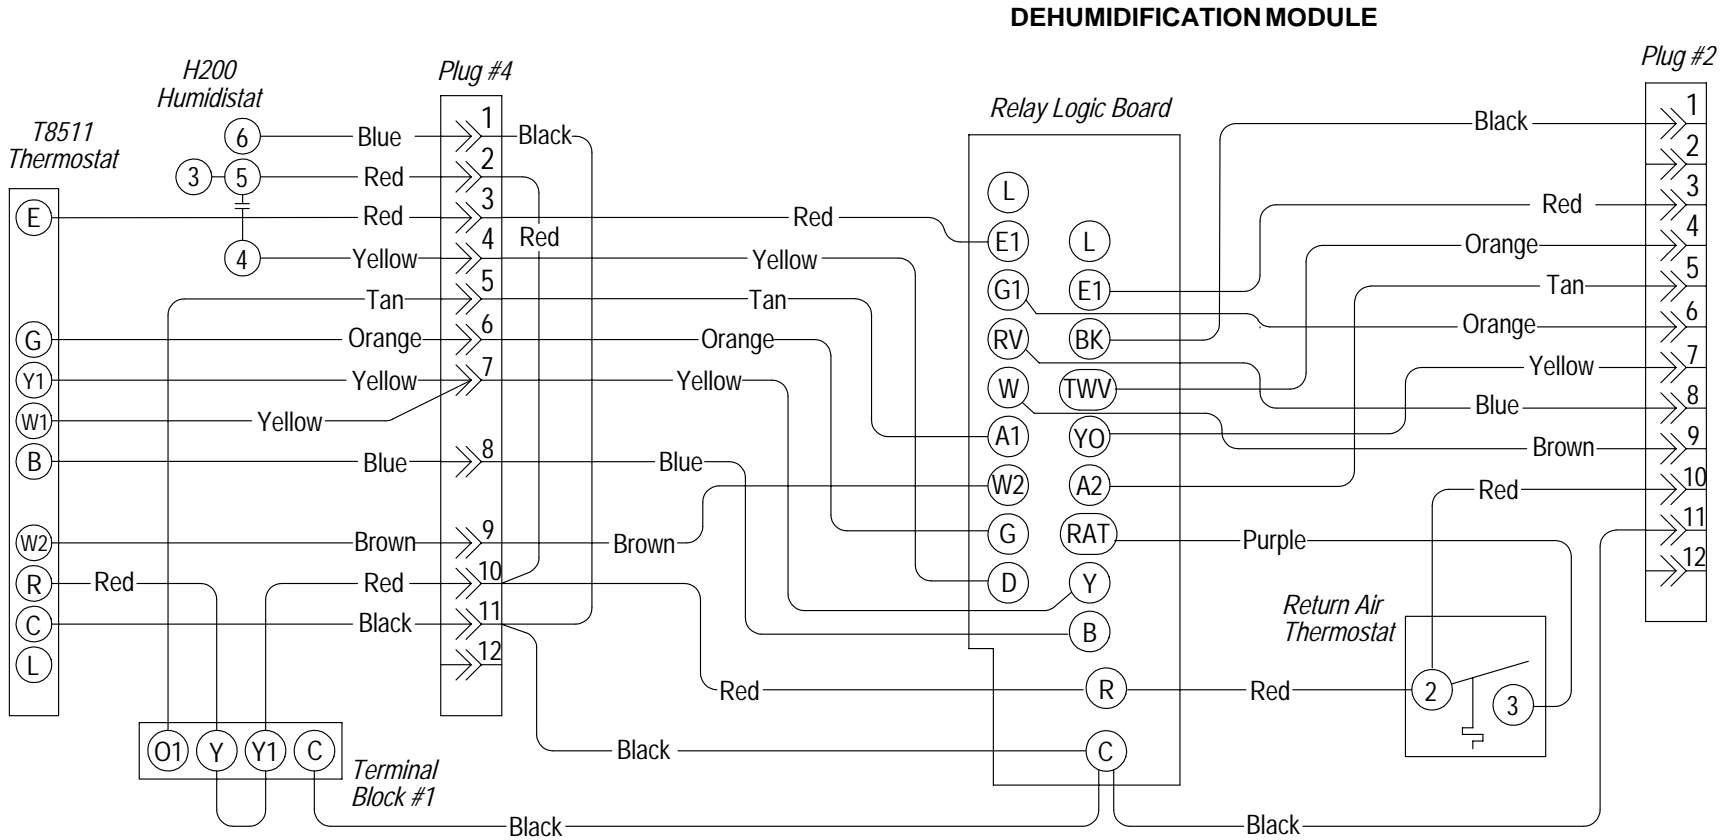 DEHUMIDIFICATION MODULE
H200
Humidistat
Plug #4
Plug #2
T8511
Thermostat
Relay Logic Board
6
Blue
1
Black
Black
1
3
5
Red
2
2
E
Red
3
Red
Red
L
Red
3
4
Yellow
4
Yellow
E1
L
Orange
4
Tan
5
Tan
G1
E1
Tan
5
G
Orange
6
Orange
RV
BK
Orange
6
Y1
Yellow
7
Yellow
W
TWV
Yellow
7
W1
Yellow
A1
YO
Blue
8
B
Blue
8
Blue
W2
A2
Brown
9
W2
Brown
9
Brown
G
RAT
Purple
Red
10
R
Red
Red
10
D
Y
11
C
Black
11
B
12
L
12
Return Air
Thermostat
Red
R
Red
2
3
O1
Y
Y1
C
Black
C
Terminal
Block #1
Black
Black